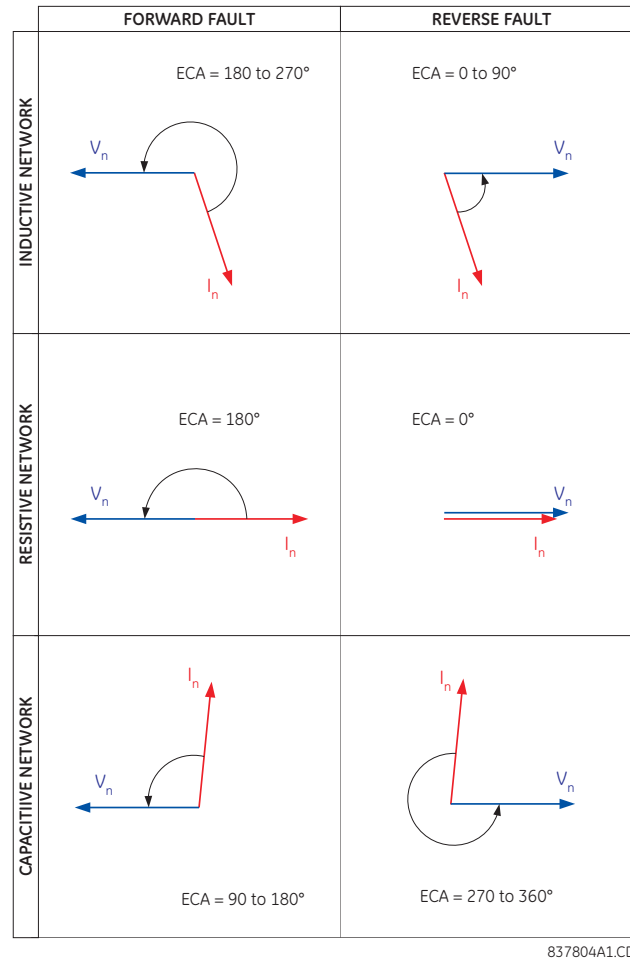 FORWARD FAULT
REVERSE FAULT
INDUCTIVE NETWORK
ECA = 180 to 270°
Vn
In
ECA = 0 to 90°
Vn
In
RESISTIVE NETWORK
ECA = 180°
Vn
In
ECA = 0°
Vn
In
CAPACITIIVE NETWORK
In
Vn
ECA = 90 to 180°
In
Vn
ECA = 270 to 360°
837804A1.CD